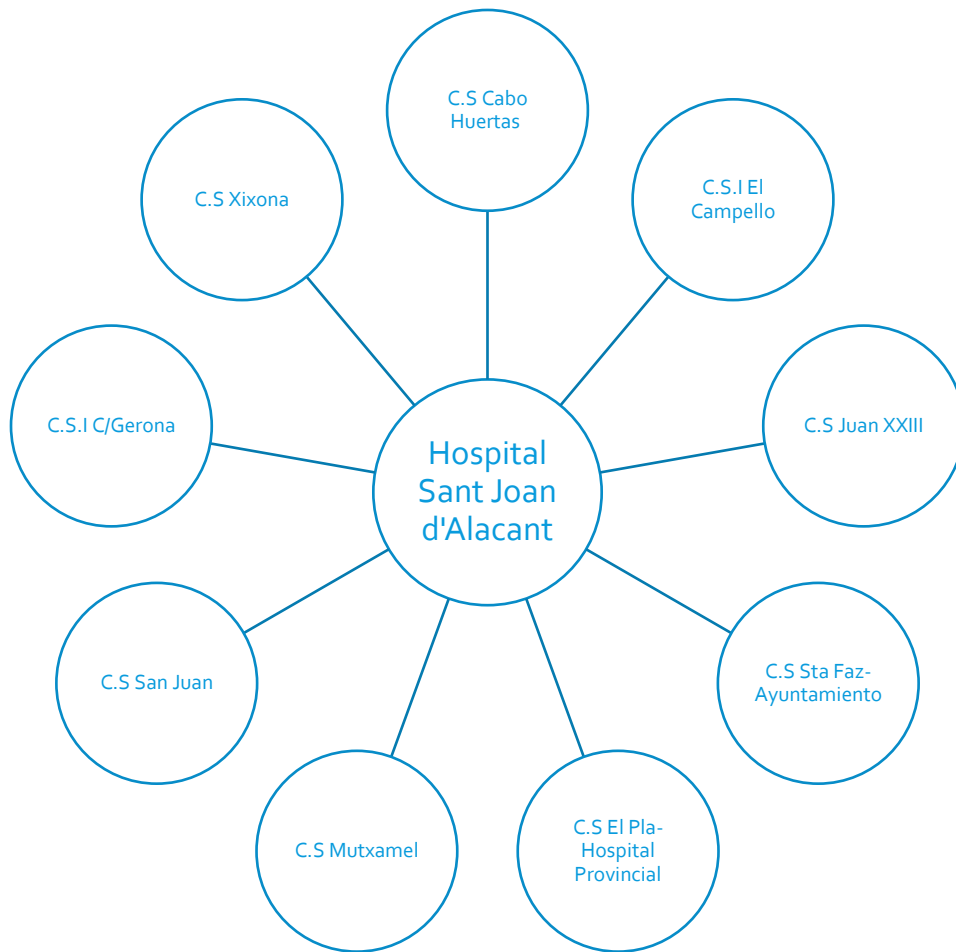 C.S Cabo
Huertas
C.S.I El
Campello
C.S Juan XXIII
C.S Sta Faz-
Ayuntamiento
C.S El Pla-
Hospital
Provincial
C.S Mutxamel
C.S San Juan
C.S.I C/Gerona
C.S Xixona
Hospital
Sant Joan
d'Alacant